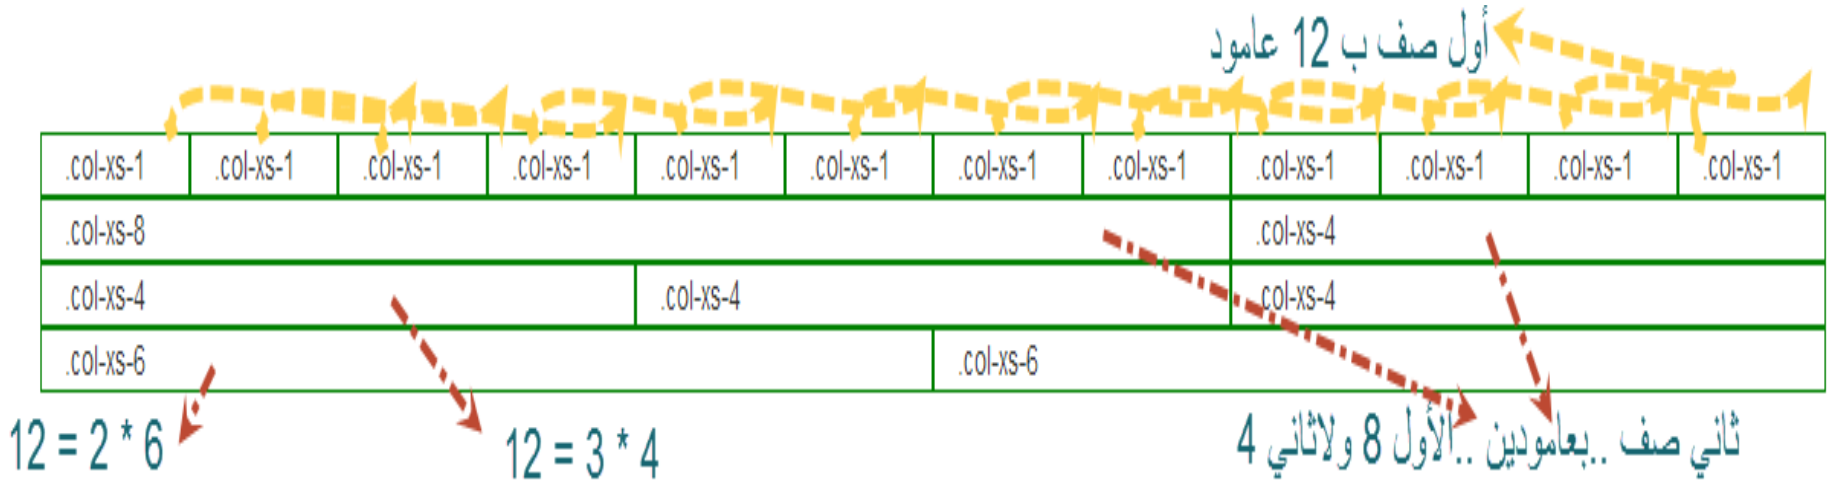 أول صف ب 12 عامود
.col-xs-1 .col-xs-1 .col-xs-1 .col-xs-1 .col-xs-1 .col-xs-1 .col-xs-1 .col-xs-1 .col-xs-1 .col-xs-1 .col-xs-1 .col-xs-1
.col-xs-8 .col-xs-4
.col-xs-4 .col-xs-4 .col-xs-4
.col-xs-6 .col-xs-6
12 = 2 * 6
12 = 3 * 4
ثاني صف ..بعامودين ..الأول 8 ولاثاني 4